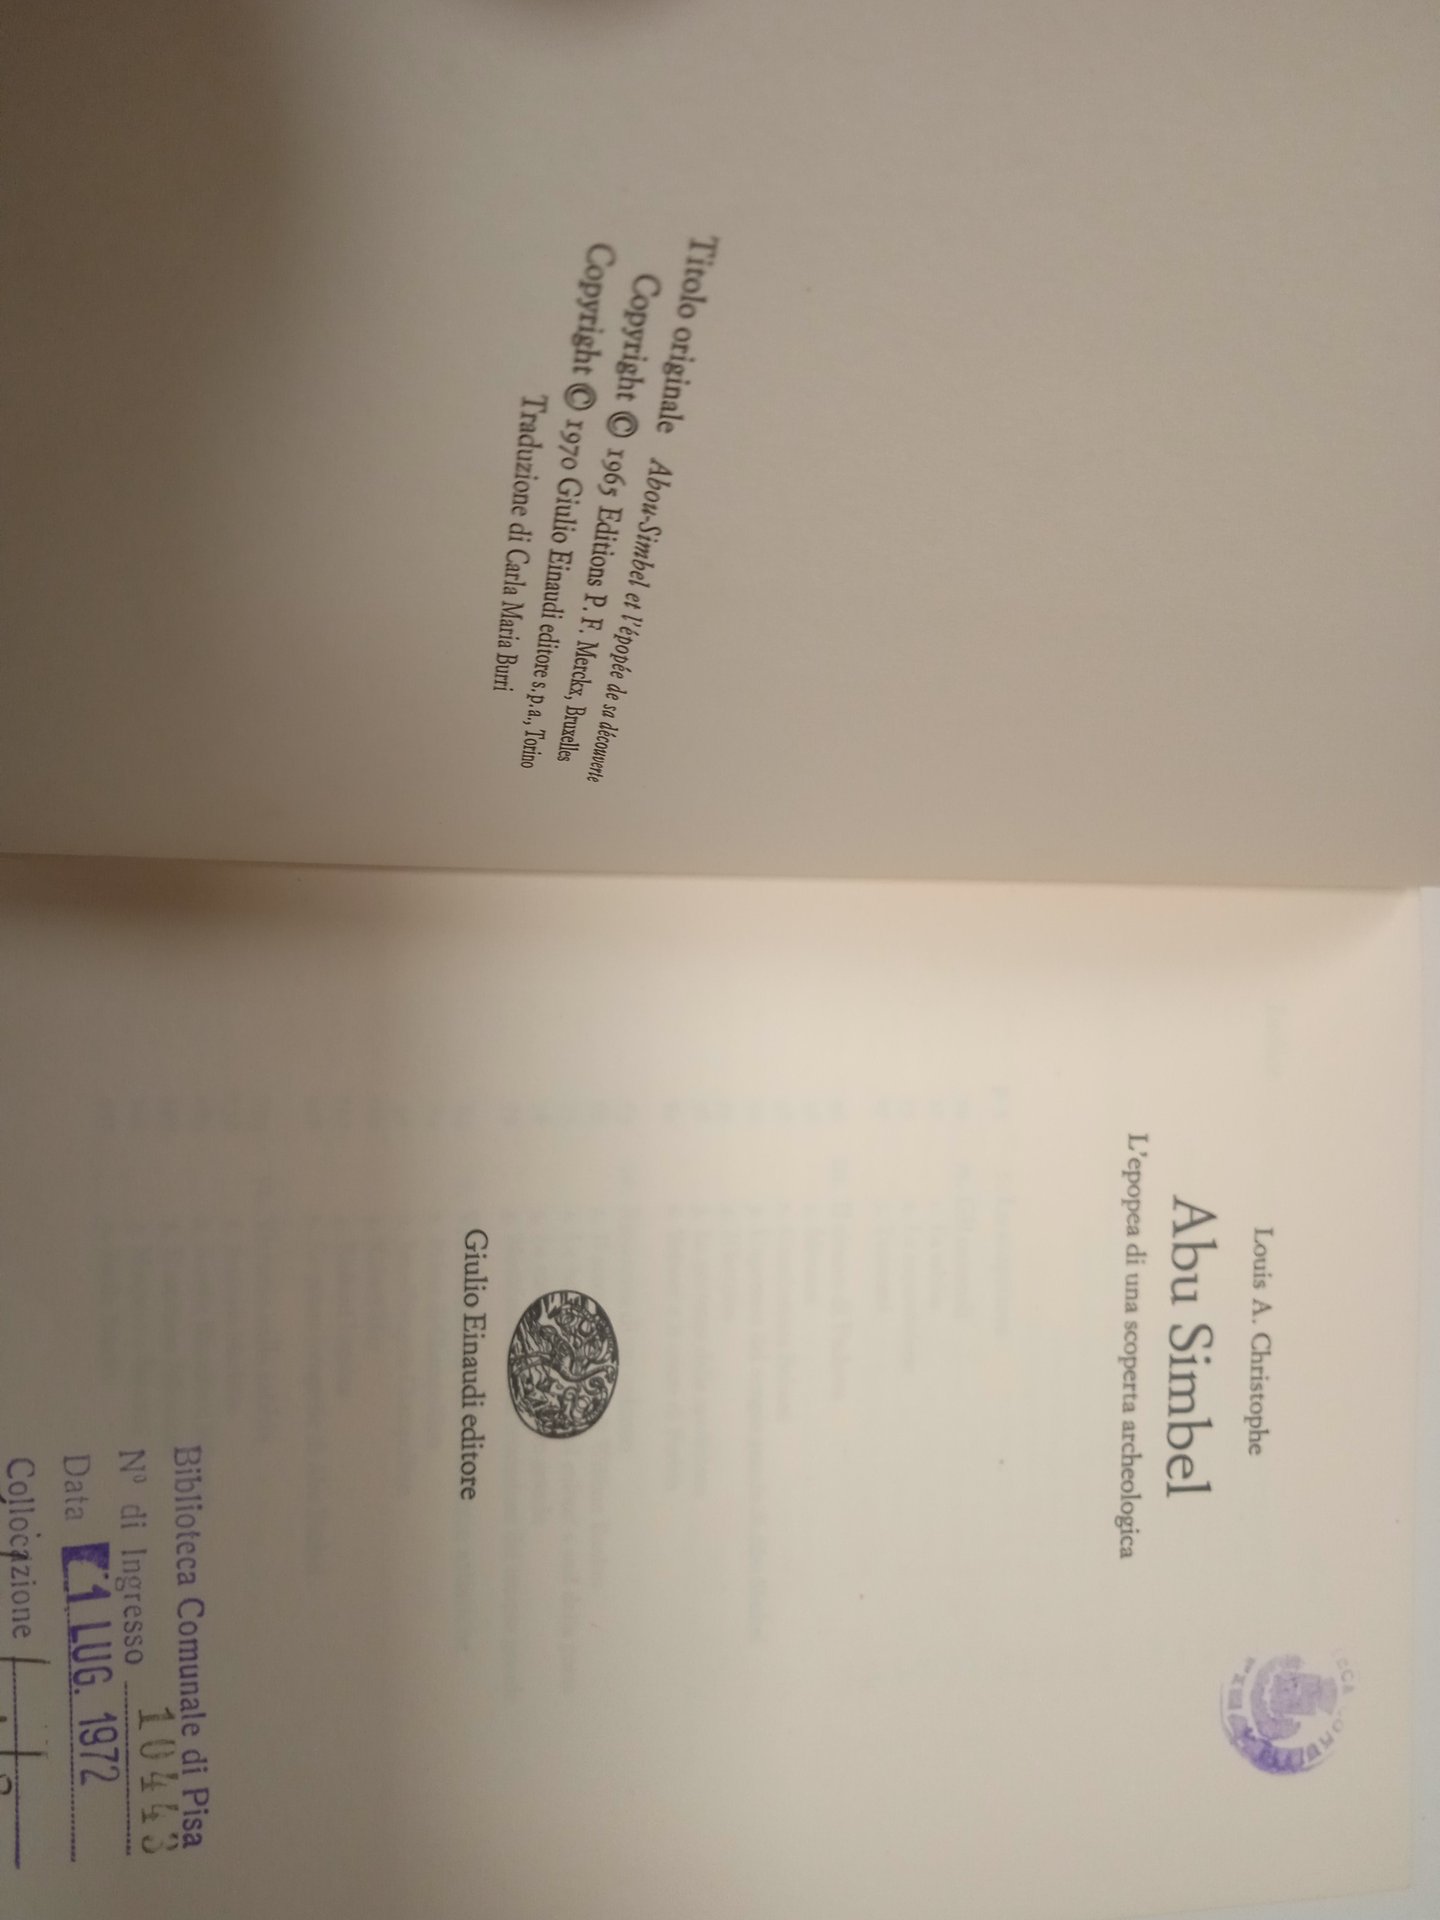 Titolo originale Abou-Simbel et l'épopée de sa découverte
Copyright © 1965 Editions P. F. Merckx, Bruxelles
Copyright © 1970 Giulio Einaudi editore s.p.a., Torino
Traduzione di Carla Maria Burri
Louis A. Christophe
Abu Simbel
L'epopea di una scoperta archeologica
Giulio Einaudi editore
Biblioteca Comunale di Pisa
N° di Ingresso 10443
Data 1 LUG. 1972
Collocazione